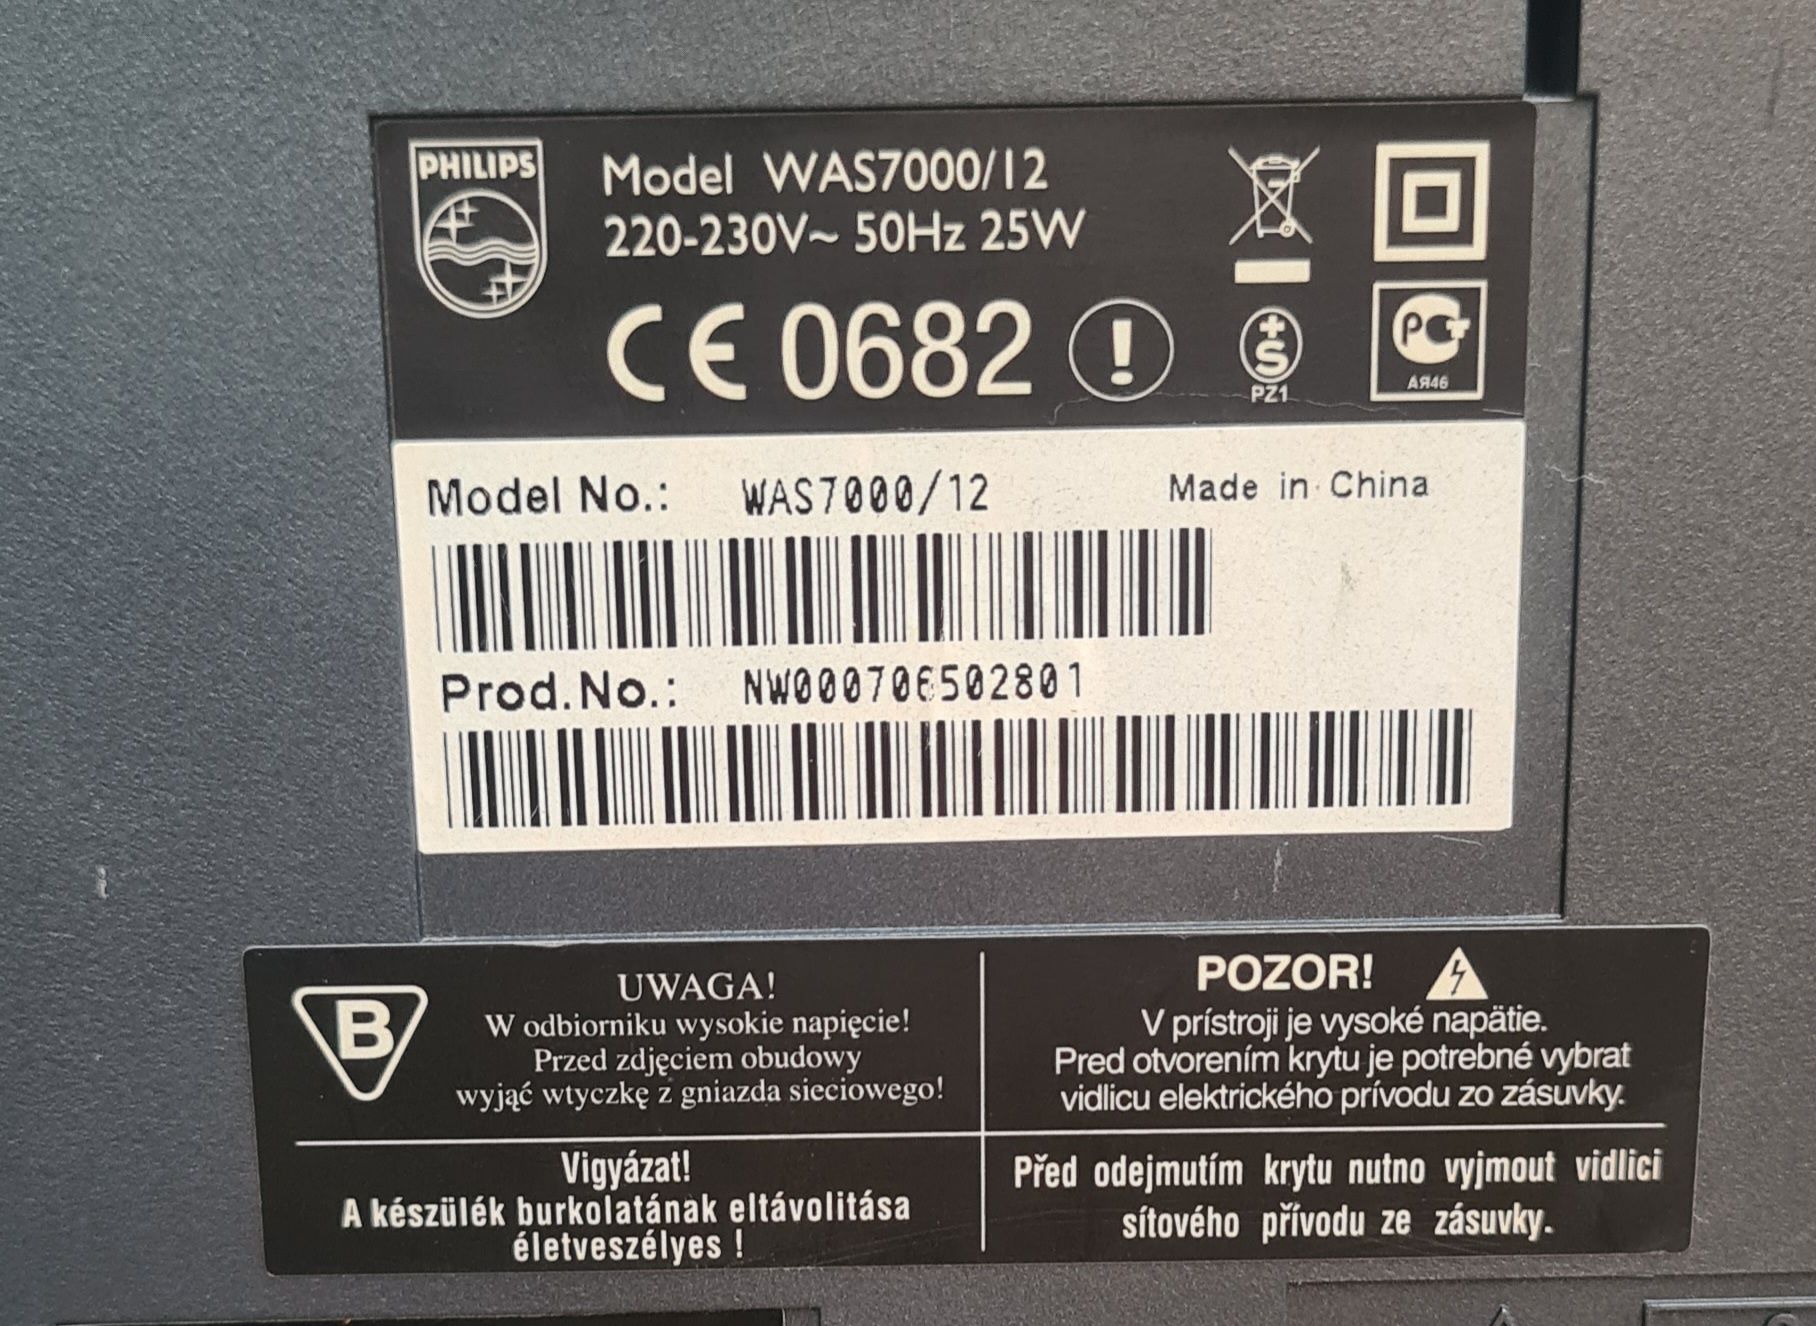 PHILIPS
Model WAS7000/12
220-230V~ 50Hz 25W
CE 0682 !
+S
PZ1
РСТ
АЯ46
Model No.: WAS7000/12 Made in China
Prod.No.: NW000706502801
B
UWAGA!
W odbiorniku wysokie napięcie!
Przed zdjęciem obudowy
wyjąć wtyczkę z gniazda sieciowego!
POZOR!
V prístroji je vysoké napätie.
Pred otvorením krytu je potrebné vybrat
vidlicu elektrického prívodu zo zásuvky.
Vigyázat!
A készülék burkolatának eltávolitása
életveszélyes !
Před odejmutím krytu nutno vyjmout vidlici
sítového přívodu ze zásuvky.